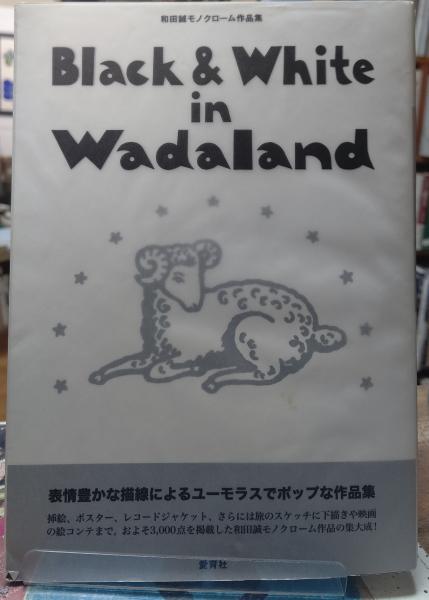 和田誠モノクローム作品集
Black & White
in
Wadaland
表情豊かな描線によるユーモラスでポップな作品集
挿絵、ポスター、レコードジャケット、さらには旅のスケッチに下描きや映画
の絵コンテまで、およそ3,000点を掲載した和田誠モノクローム作品の集大成!
愛育社